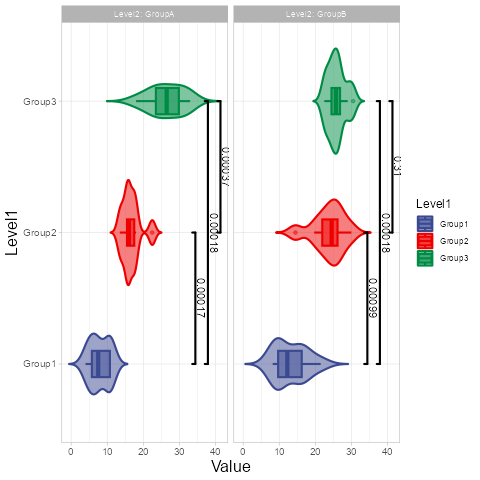 Level2: GroupA
Level2: GroupB
Level1
Group3
Group2
Group1
0.00037
0.00018
0.00017
0.31
0.00018
0.00099
0 10 20 30 40
0 10 20 30 40
Value
Level1
Group1
Group2
Group3